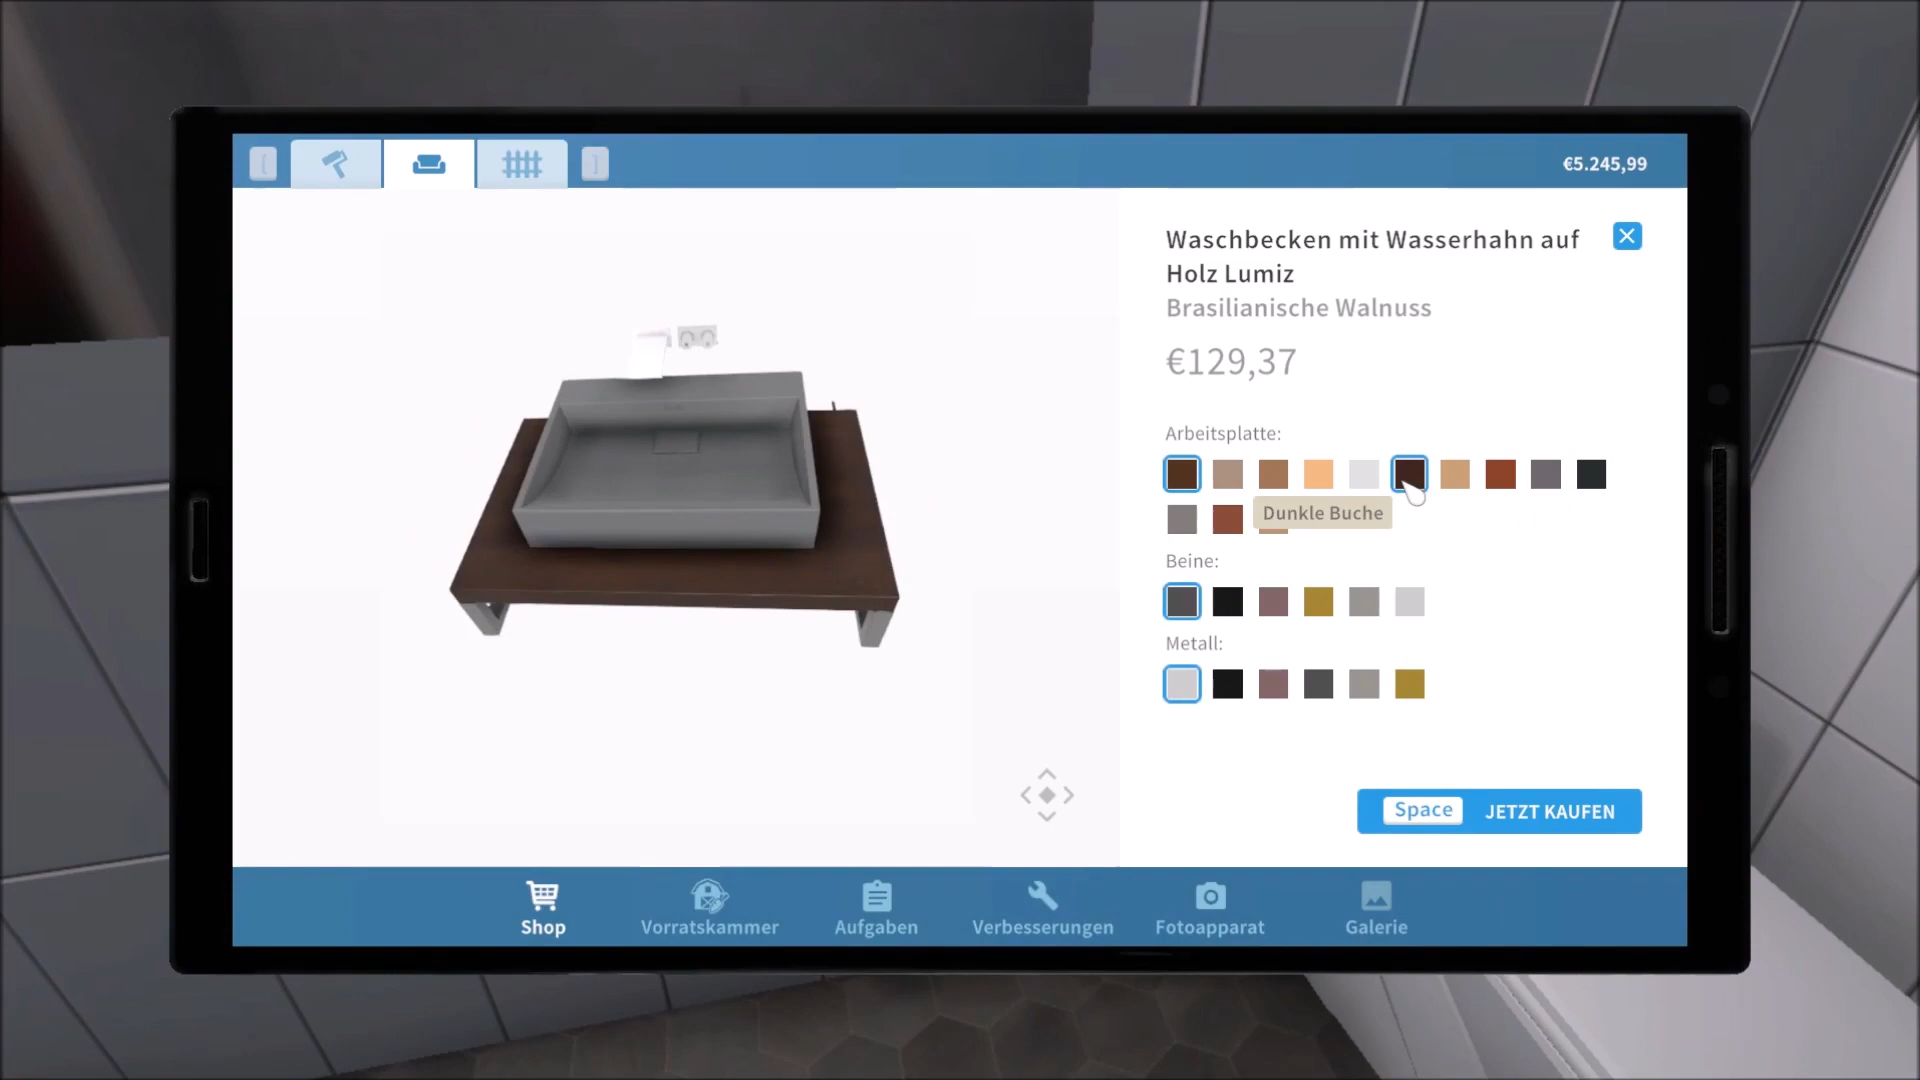 [
]
€5.245,99
Waschbecken mit Wasserhahn auf
Holz Lumiz
Brasilianische Walnuss
€129,37
Arbeitsplatte:
Dunkle Buche
Beine:
Metall:
Space JETZT KAUFEN
Shop
Vorratskammer
Aufgaben
Verbesserungen
Fotoapparat
Galerie